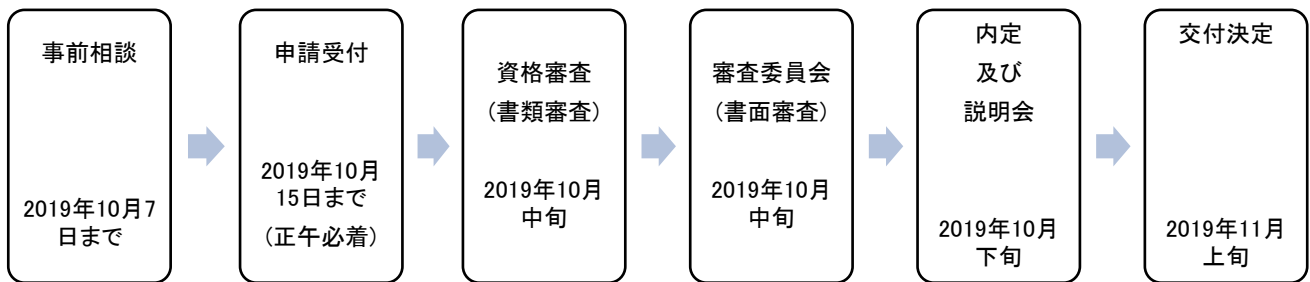 事前相談
2019年10月7
日まで
申請受付
2019年10月
15日まで
(正午必着)
資格審査
(書類審査)
2019年10月
中旬
審査委員会
(書面審査)
2019年10月
中旬
内定
及び
説明会
2019年10月
下旬
交付決定
2019年11月
上旬